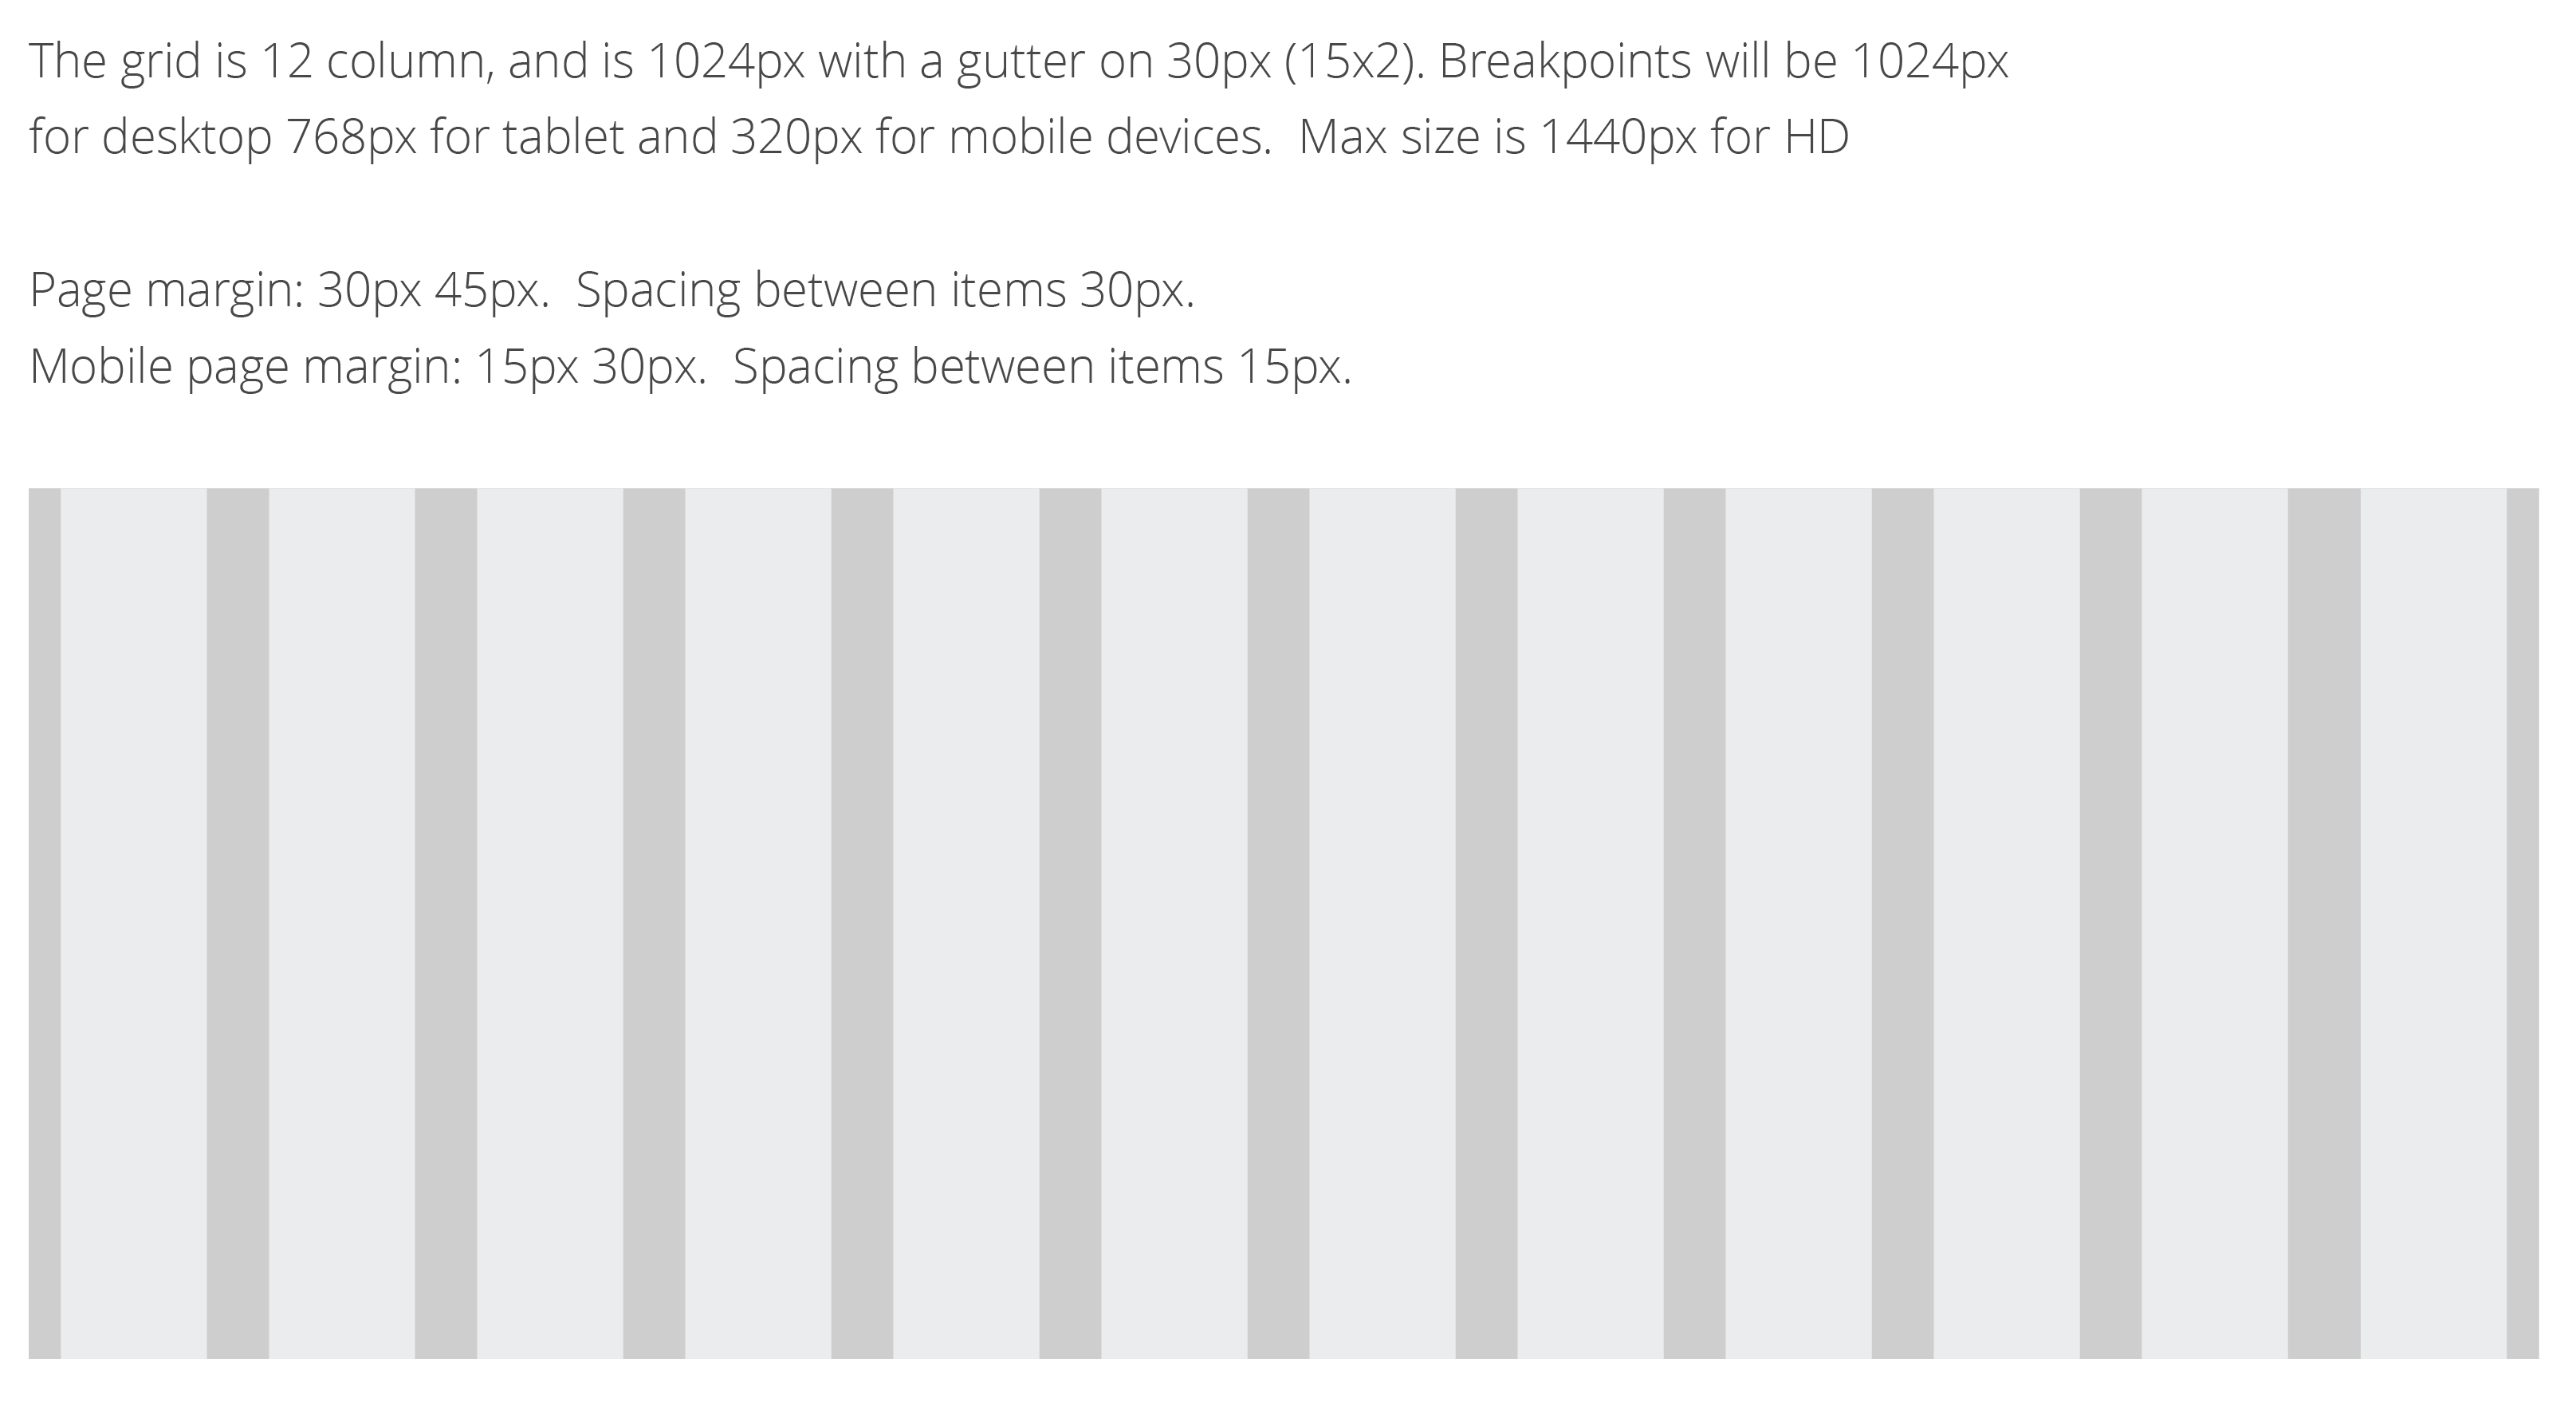 The grid is 12 column, and is 1024px with a gutter on 30px (15x2). Breakpoints will be 1024px
for desktop 768px for tablet and 320px for mobile devices.  Max size is 1440px for HD
Page margin: 30px 45px.  Spacing between items 30px.
Mobile page margin: 15px 30px.  Spacing between items 15px.